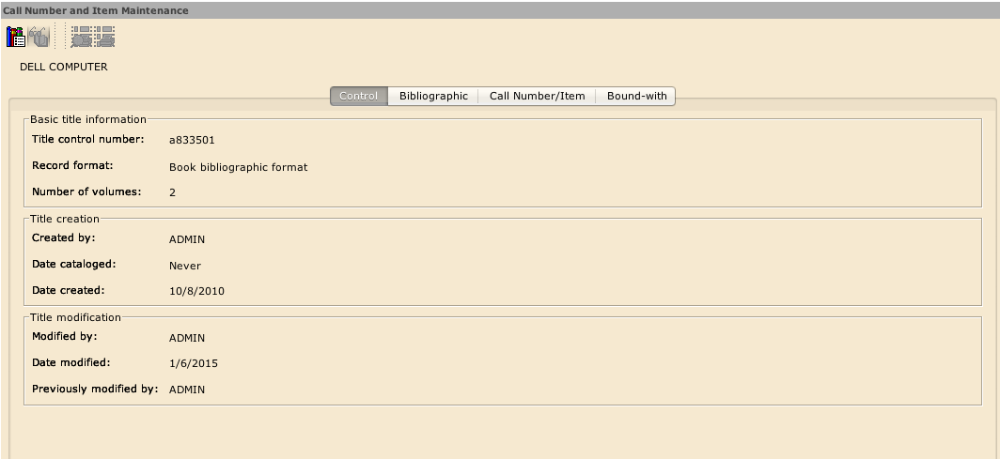 Call Number and Item Maintenance
DELL COMPUTER
Control Bibliographic Call Number/Item Bound-with
Basic title information
Title control number: a833501
Record format: Book bibliographic format
Number of volumes: 2
Title creation
Created by: ADMIN
Date cataloged: Never
Date created: 10/8/2010
Title modification
Modified by: ADMIN
Date modified: 1/6/2015
Previously modified by: ADMIN